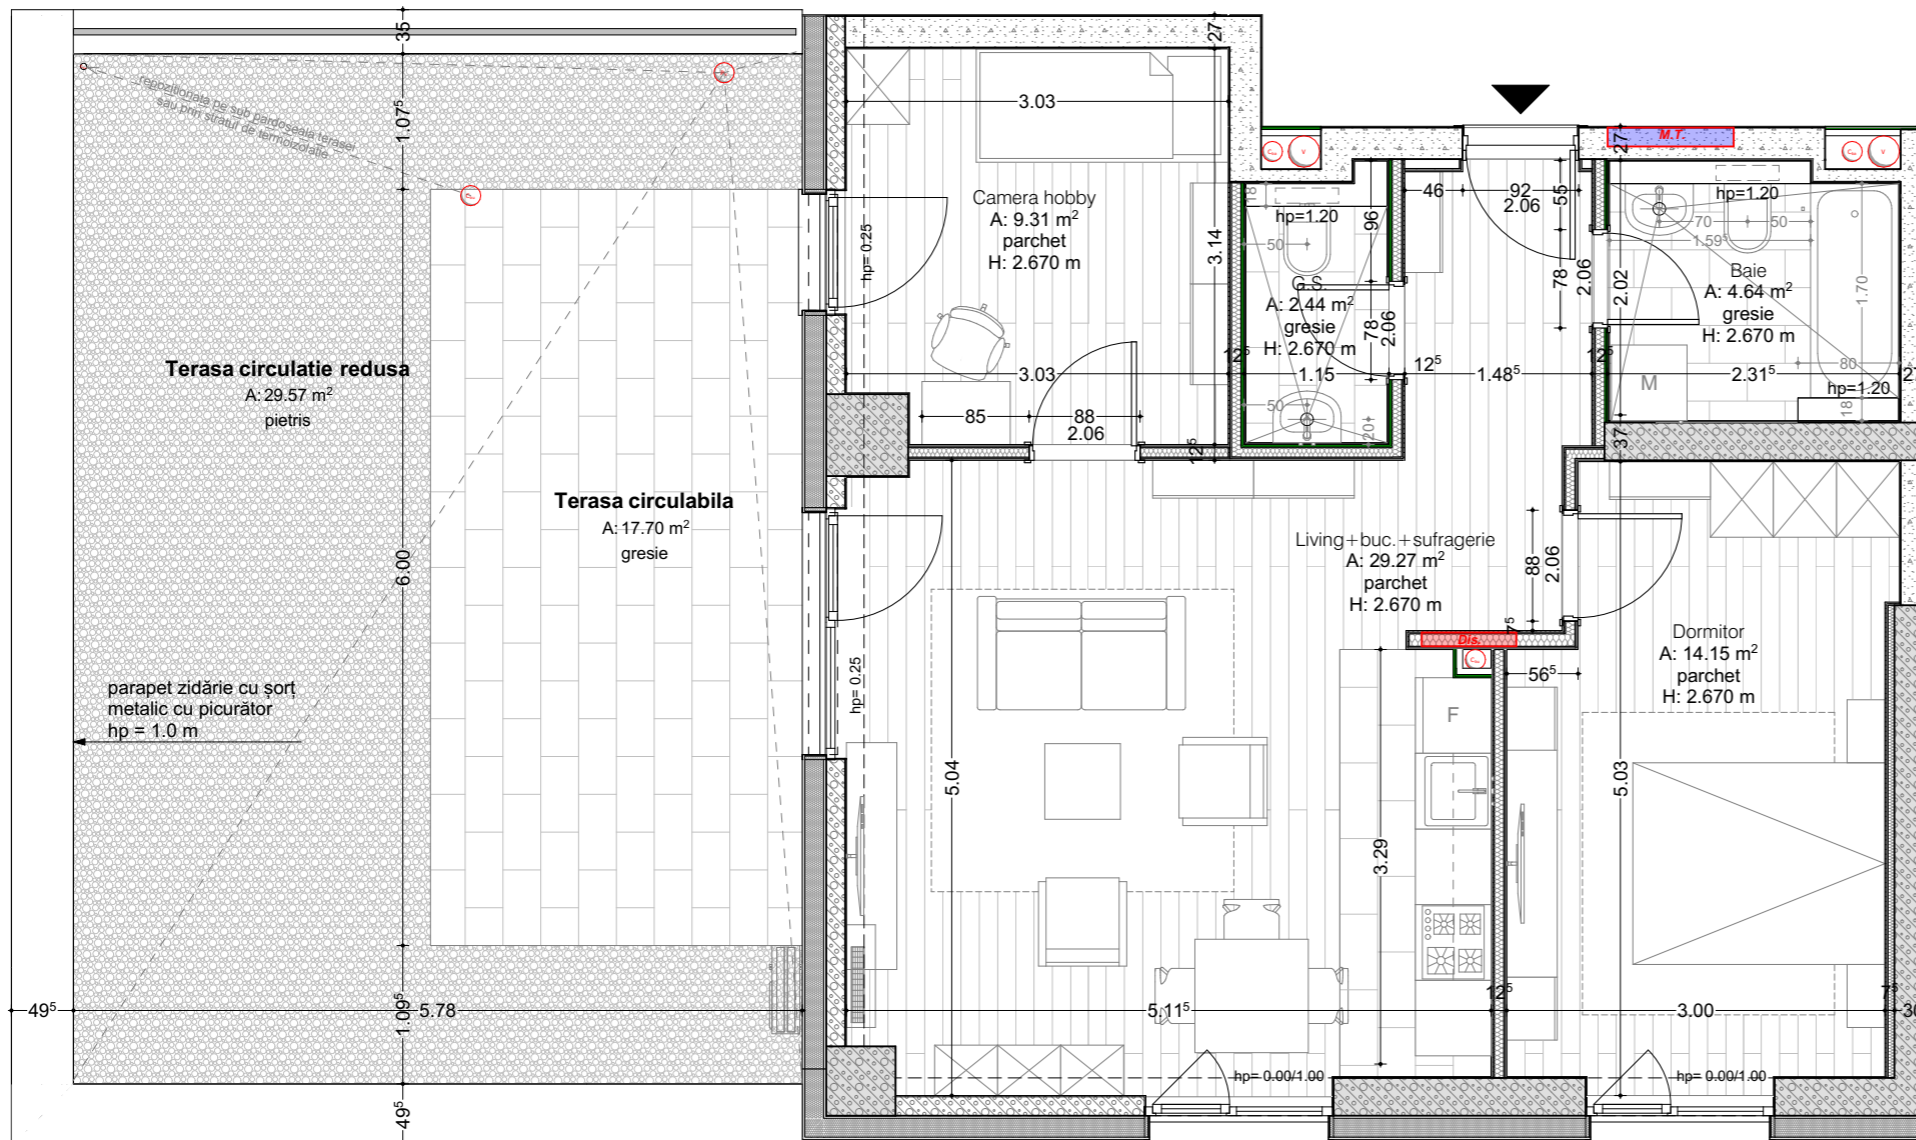 35
27
repozitionata pe sub pardoseala terasei
sau prin stratul de termoizolatie
1.07⁵
3.03
M.T.
27
Camera hobby
A: 9.31 m²
parchet
H: 2.670 m
hp= 0.25
3.14
18
hp=1.20
50
96
46
92
2.06
55
hp=1.20
70
50
1.59⁵
G.S.
A: 2.44 m²
gresie
H: 2.670 m
78
2.06
78
2.06
2.02
Baie
A: 4.64 m²
gresie
H: 2.670 m
1.70
Terasa circulatie redusa
A: 29.57 m²
pietris
3.03
12⁵
1.15
12⁵
1.48⁵
12⁵
M
2.31⁵
80
hp=1.20
18
85
88
2.06
50
20
37
12⁵
Terasa circulabila
A: 17.70 m²
gresie
6.00
Living+buc.+sufragerie
A: 29.27 m²
parchet
H: 2.670 m
88
2.06
Dis.
7⁵
Dormitor
A: 14.15 m²
parchet
H: 2.670 m
56⁵
hp= 0.25
parapet zidărie cu șorț
metalic cu picurător
hp = 1.0 m
F
5.04
5.03
3.29
49⁵
5.78
1.09⁵
5.11⁵
12⁵
3.00
7⁵
30
hp= 0.00/1.00
hp= 0.00/1.00
49⁵